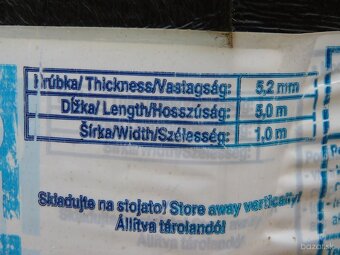 Hrúbka/Thickness/Vastagság: 5,2 mm
Dĺžka/Length/Hosszúság: 5,0 m
Šírka/Width/Szélesség: 1,0 m
Skladujte na stojato! Store away vertically!
Állítva tárolandó!